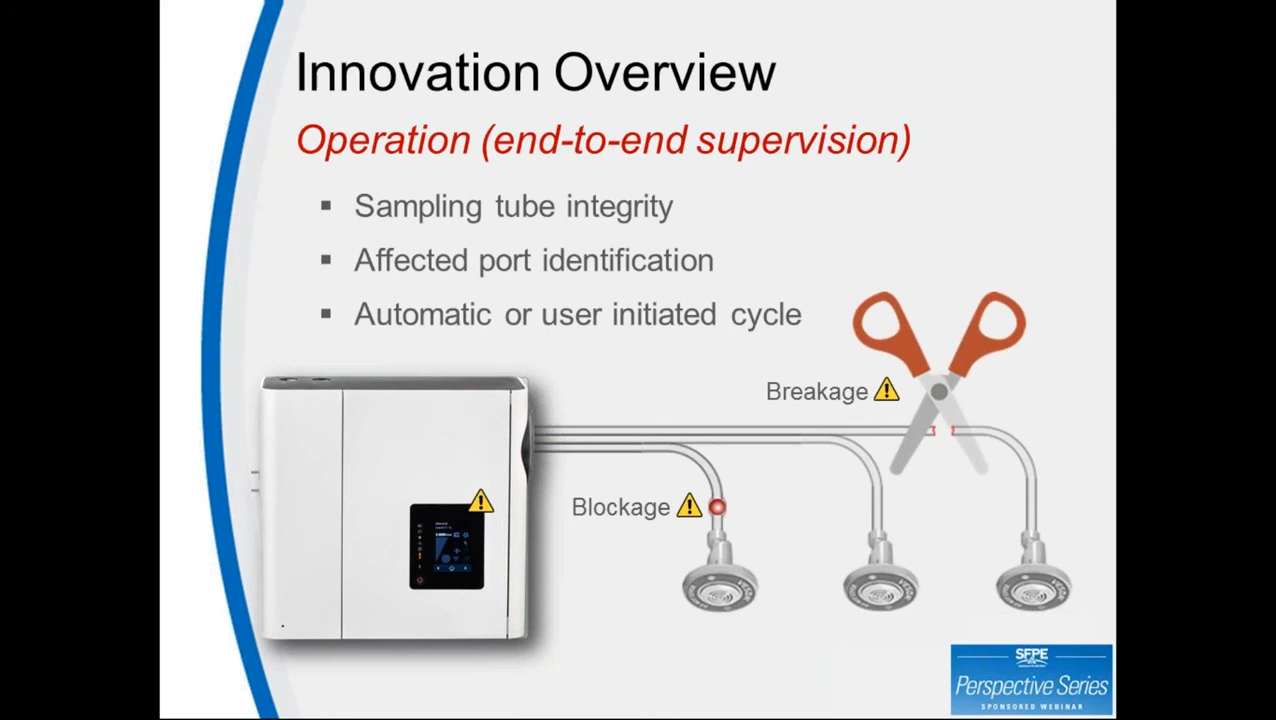 Innovation Overview
Operation (end-to-end supervision)
Sampling tube integrity
Affected port identification
Automatic or user initiated cycle
Breakage
Blockage
SFPE
Perspective Series
SPONSORED WEBINAR